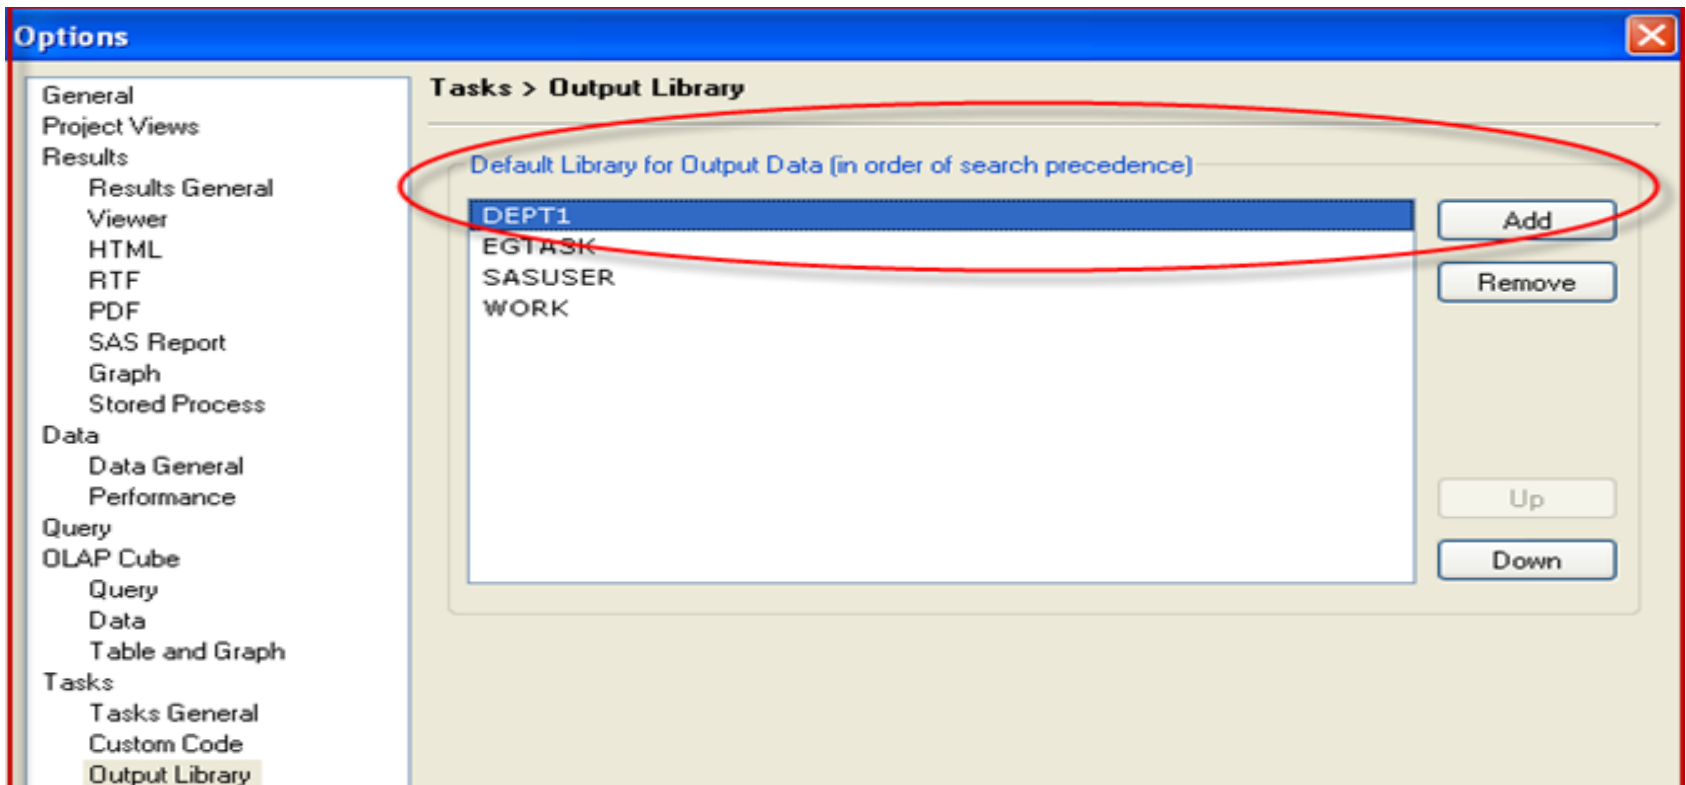 Options
General
Project Views
Results
Results General
Viewer
HTML
RTF
PDF
SAS Report
Graph
Stored Process
Data
Data General
Performance
Query
OLAP Cube
Query
Data
Table and Graph
Tasks
Tasks General
Custom Code
Output Library
Tasks > Output Library
Default Library for Output Data (in order of search precedence)
DEPT1
EGTASK
SASUSER
WORK
Add
Remove
Up
Down